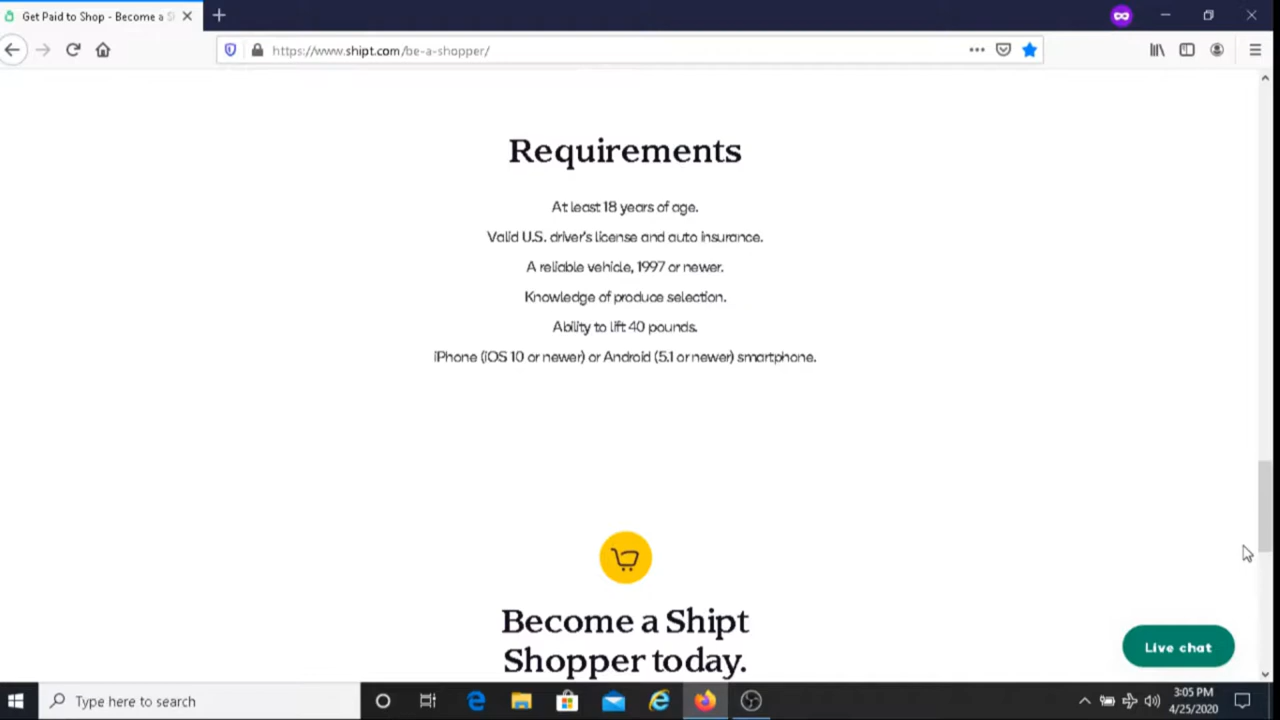 Get Paid to Shop - Become a S
https://www.shipt.com/be-a-shopper/
Requirements
At least 18 years of age.
Valid U.S. driver's license and auto insurance.
A reliable vehicle, 1997 or newer.
Knowledge of produce selection.
Ability to lift 40 pounds.
iPhone (iOS 10 or newer) or Android (5.1 or newer) smartphone.
Become a Shipt
Shopper today.
Live chat
Type here to search
3:05 PM
4/25/2020